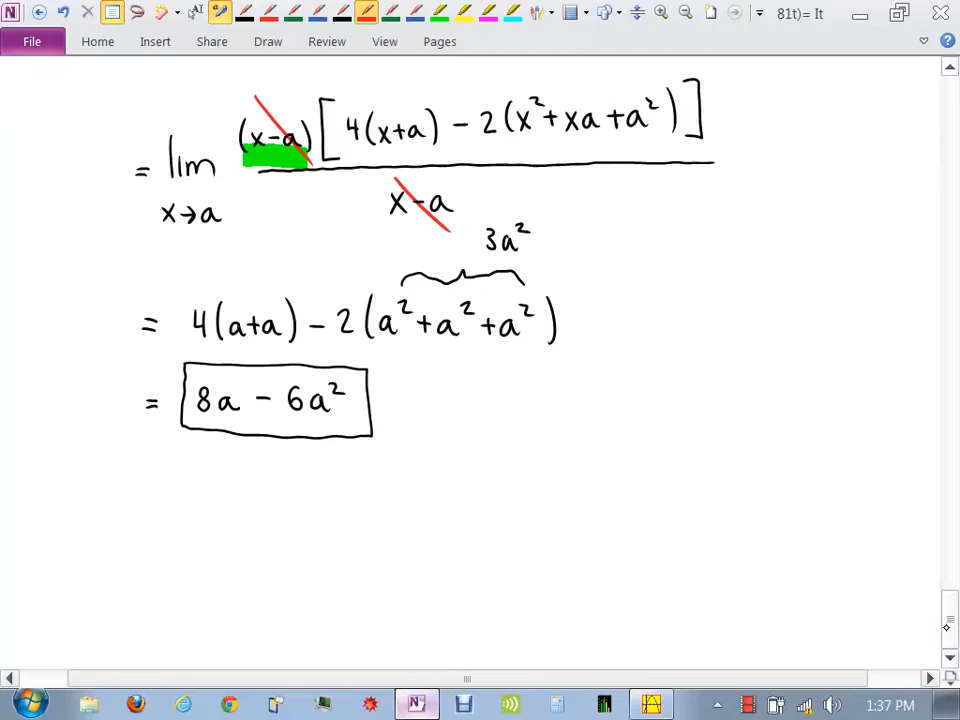 81t)= It
File Home Insert Share Draw Review View Pages
(x-a)[4(x+a) - 2(x²+xa+a²)]
= lim
x→a
x-a
3a²
= 4(a+a) - 2(a²+a²+a²)
= 8a - 6a²
1:37 PM